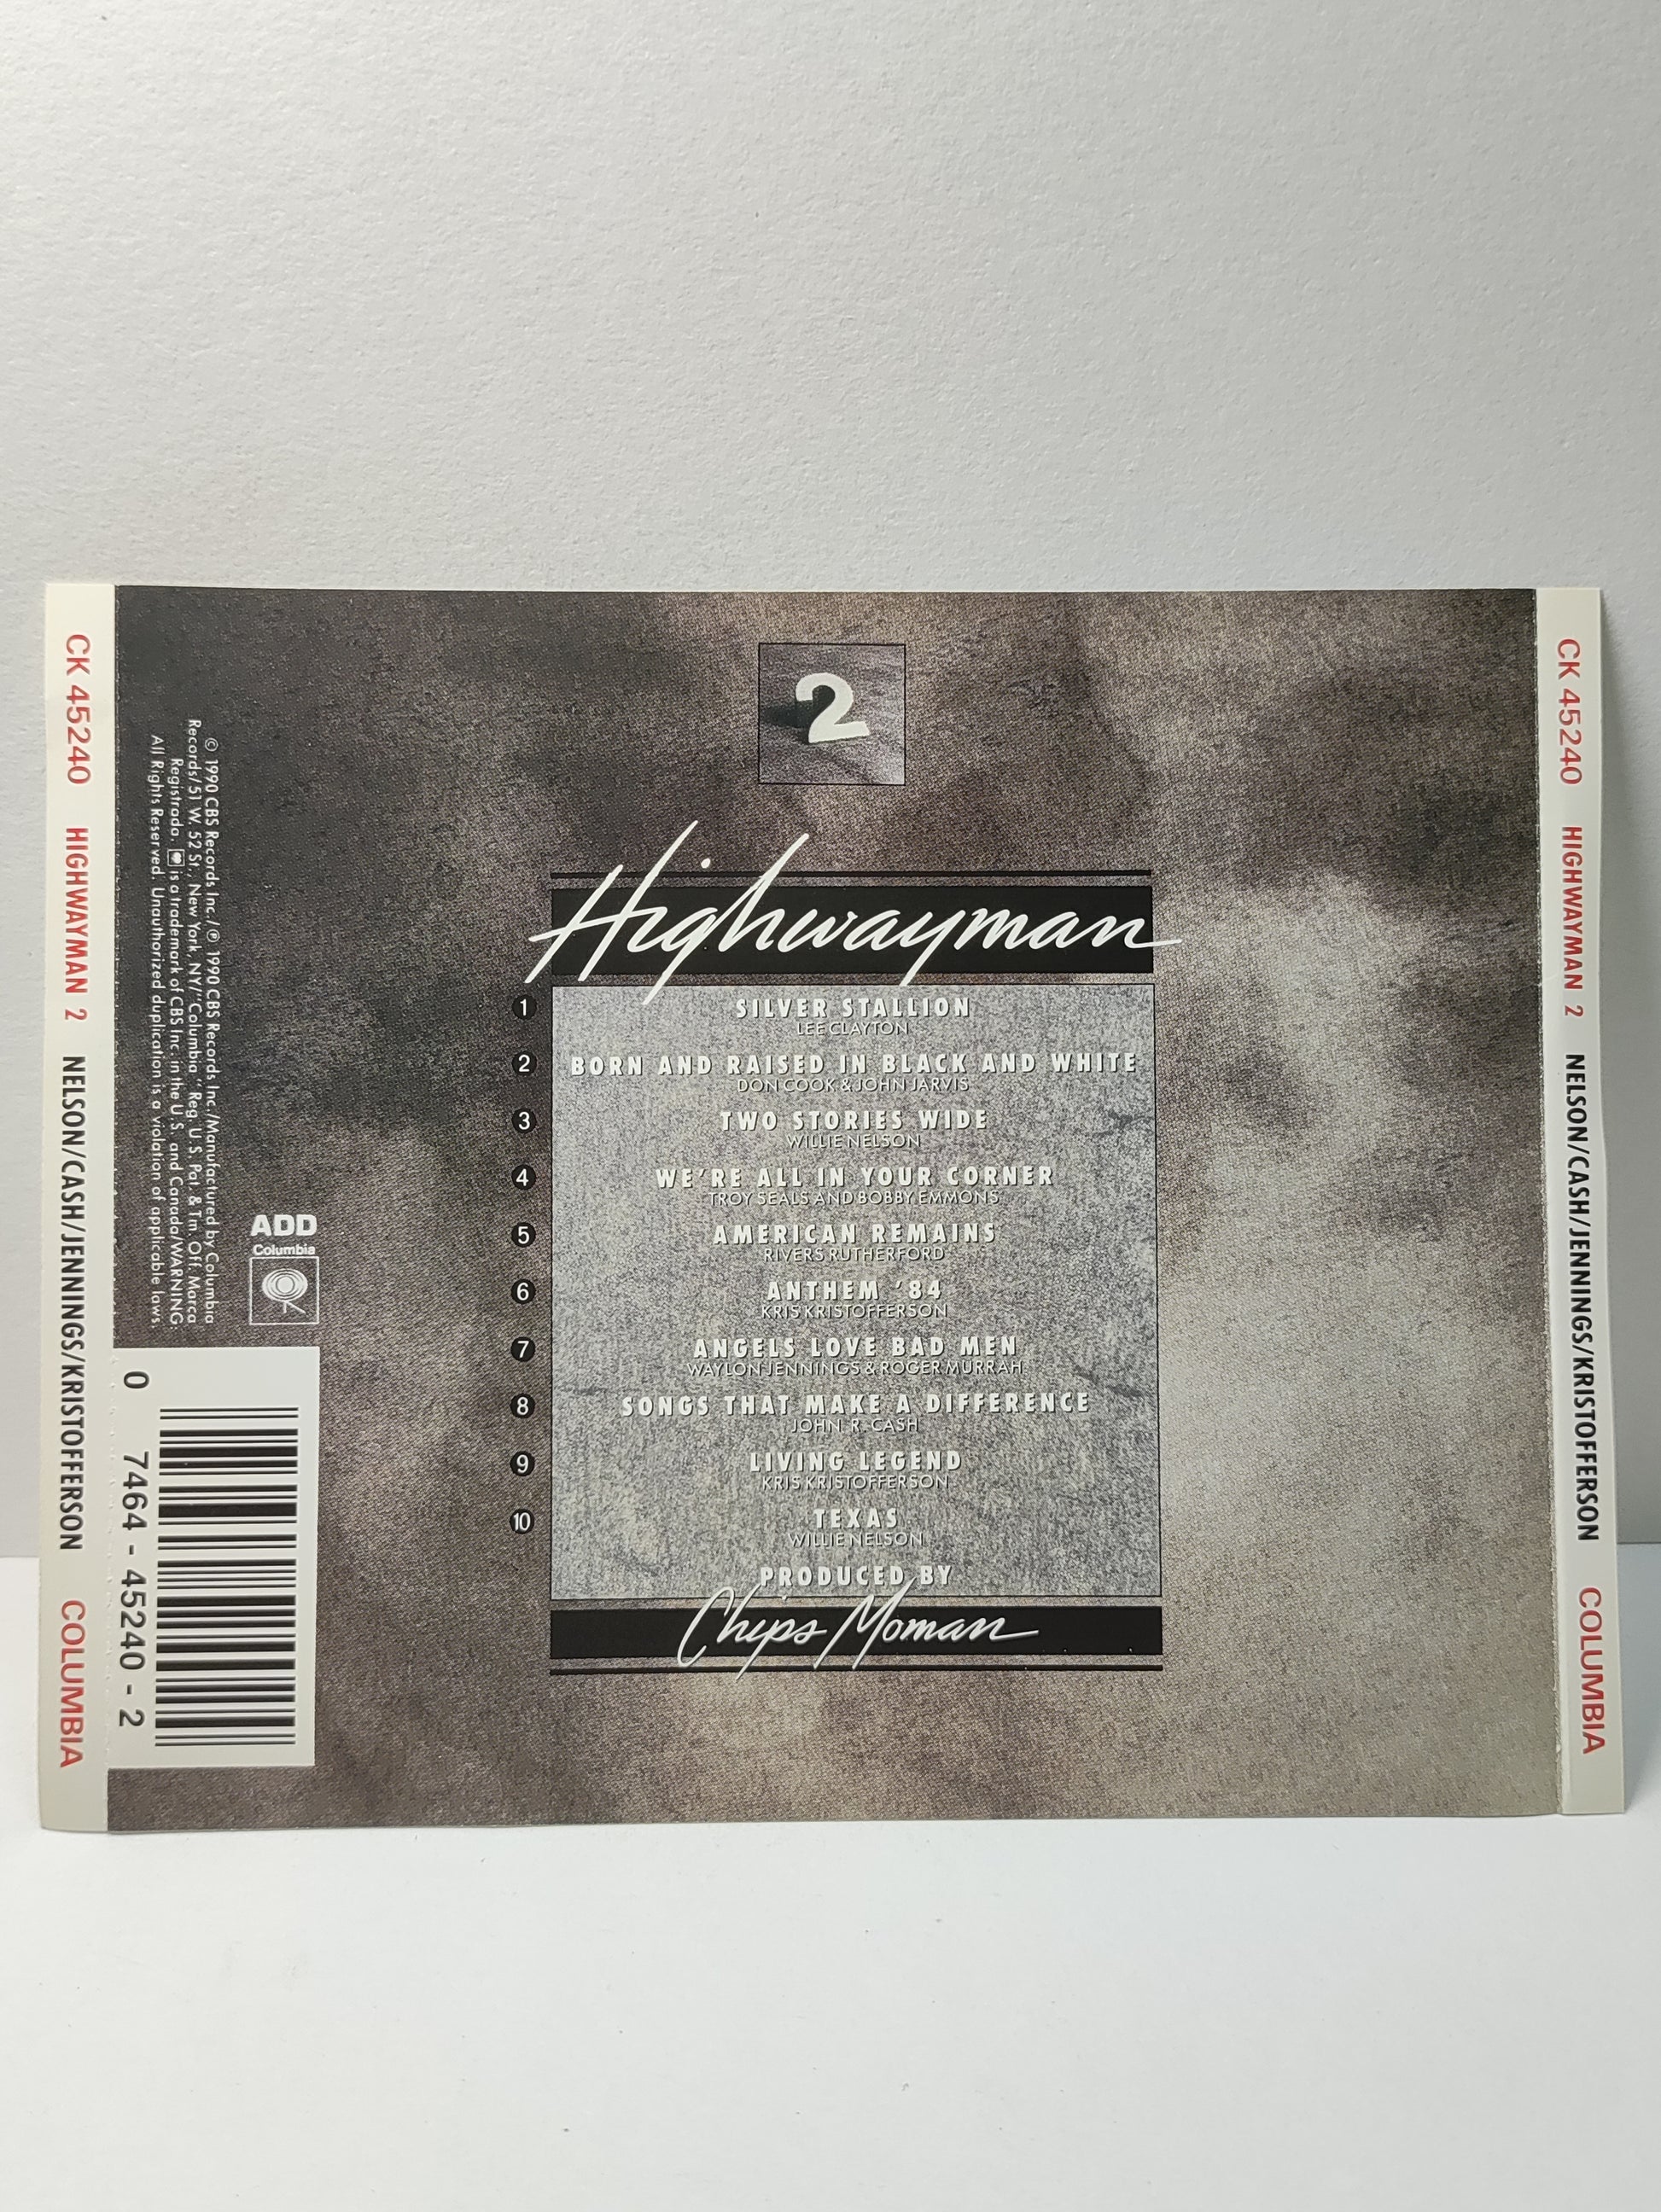 CK 45240 HIGHWAYMAN 2 NELSON/CASH/JENNINGS/KRISTOFFERSON COLUMBIA
2
Highwayman
1 SILVER STALLION
LEE CLAYTON
2 BORN AND RAISED IN BLACK AND WHITE
DON COOK & JOHN JARVIS
3 TWO STORIES WIDE
WILLIE NELSON
4 WE'RE ALL IN YOUR CORNER
TROY SEALS AND BOBBY EMMONS
5 AMERICAN REMAINS
RIVERS RUTHERFORD
6 ANTHEM '84
KRIS KRISTOFFERSON
7 ANGELS LOVE BAD MEN
WAYLON JENNINGS & ROGER MURRAH
8 SONGS THAT MAKE A DIFFERENCE
JOHN R. CASH
9 LIVING LEGEND
KRIS KRISTOFFERSON
10 TEXAS
WILLIE NELSON
PRODUCED BY
Chips Moman
© 1990 CBS Records Inc./℗ 1990 CBS Records Inc./Manufactured by Columbia
Records/51 W. 52 St., New York, NY/"Columbia" Reg. U.S. Pat. & Tm. Off. Marca
Registrada. is a trademark of CBS Inc. in the U.S. and Canada/WARNING:
All Rights Reserved. Unauthorized duplication is a violation of applicable laws.
ADD
Columbia
0 7464-45240-2
CK 45240 HIGHWAYMAN 2 NELSON/CASH/JENNINGS/KRISTOFFERSON COLUMBIA